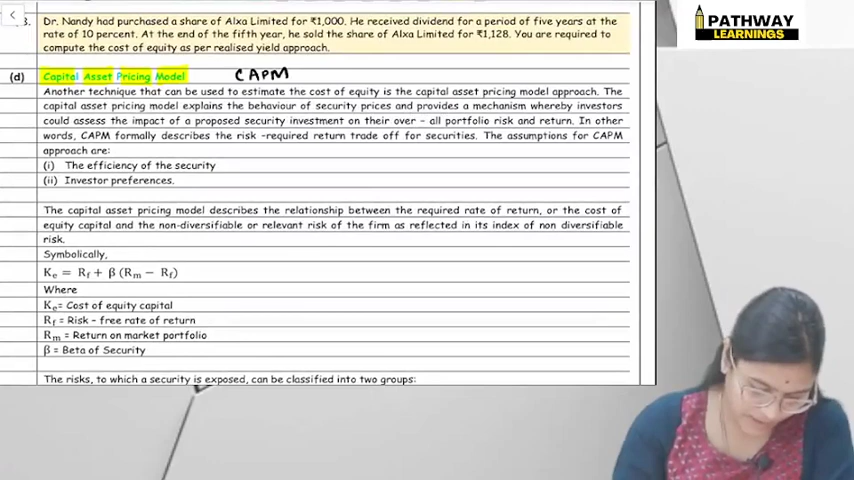 3.
Dr. Nandy had purchased a share of Alxa Limited for ₹1,000. He received dividend for a period of five years at the
rate of 10 percent. At the end of the fifth year, he sold the share of Alxa Limited for ₹1,128. You are required to
compute the cost of equity as per realised yield approach.
PATHWAY
LEARNINGS
(d) Capital Asset Pricing Model CAPM
Another technique that can be used to estimate the cost of equity is the capital asset pricing model approach. The
capital asset pricing model explains the behaviour of security prices and provides a mechanism whereby investors
could assess the impact of a proposed security investment on their over – all portfolio risk and return. In other
words, CAPM formally describes the risk –required return trade off for securities. The assumptions for CAPM
approach are:
(i) The efficiency of the security
(ii) Investor preferences.
The capital asset pricing model describes the relationship between the required rate of return, or the cost of
equity capital and the non-diversifiable or relevant risk of the firm as reflected in its index of non diversifiable
risk.
Symbolically,
Kₑ = R_f + β (Rₘ − R_f)
Where
Kₑ= Cost of equity capital
R_f = Risk – free rate of return
Rₘ = Return on market portfolio
β = Beta of Security
The risks, to which a security is exposed, can be classified into two groups: